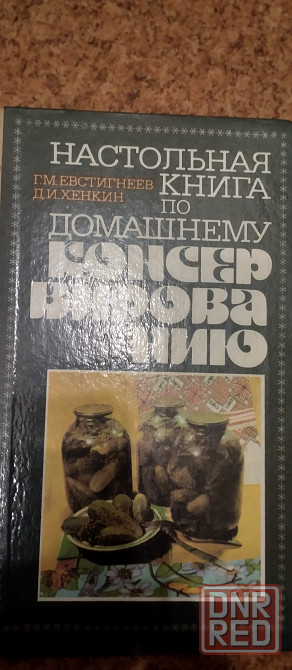 НАСТОЛЬНАЯ
Г.М.ЕВСТИГНЕЕВ КНИГА
Д.И.ХЕНКИН ПО
ДОМАШНЕМУ
КОНСЕР
ВИРОВА
НИЮ
DNR
RED